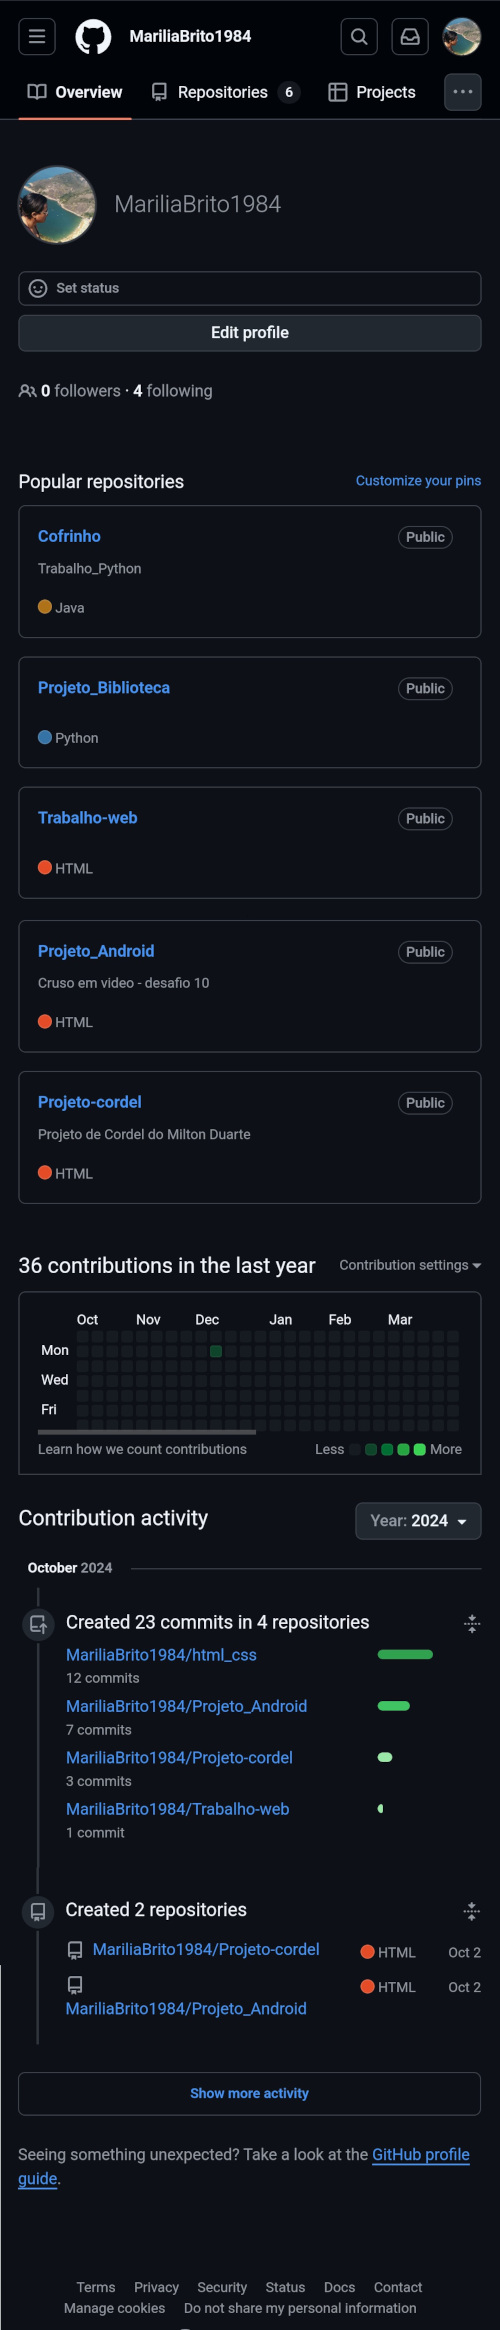 MariliaBrito1984
Overview
Repositories 6
Projects
MariliaBrito1984
Set status
Edit profile
0 followers · 4 following
Popular repositories
Customize your pins
Cofrinho
Public
Trabalho_Python
Java
Projeto_Biblioteca
Public
Python
Trabalho-web
Public
HTML
Projeto_Android
Public
Cruso em video - desafio 10
HTML
Projeto-cordel
Public
Projeto de Cordel do Milton Duarte
HTML
36 contributions in the last year
Contribution settings
Oct Nov Dec Jan Feb Mar
Mon
Wed
Fri
Learn how we count contributions
Less More
Contribution activity
Year: 2024
October 2024
Created 23 commits in 4 repositories
MariliaBrito1984/html_css
12 commits
MariliaBrito1984/Projeto_Android
7 commits
MariliaBrito1984/Projeto-cordel
3 commits
MariliaBrito1984/Trabalho-web
1 commit
Created 2 repositories
MariliaBrito1984/Projeto-cordel
HTML Oct 2
HTML Oct 2
MariliaBrito1984/Projeto_Android
Show more activity
Seeing something unexpected? Take a look at the GitHub profile
guide.
Terms Privacy Security Status Docs Contact
Manage cookies Do not share my personal information